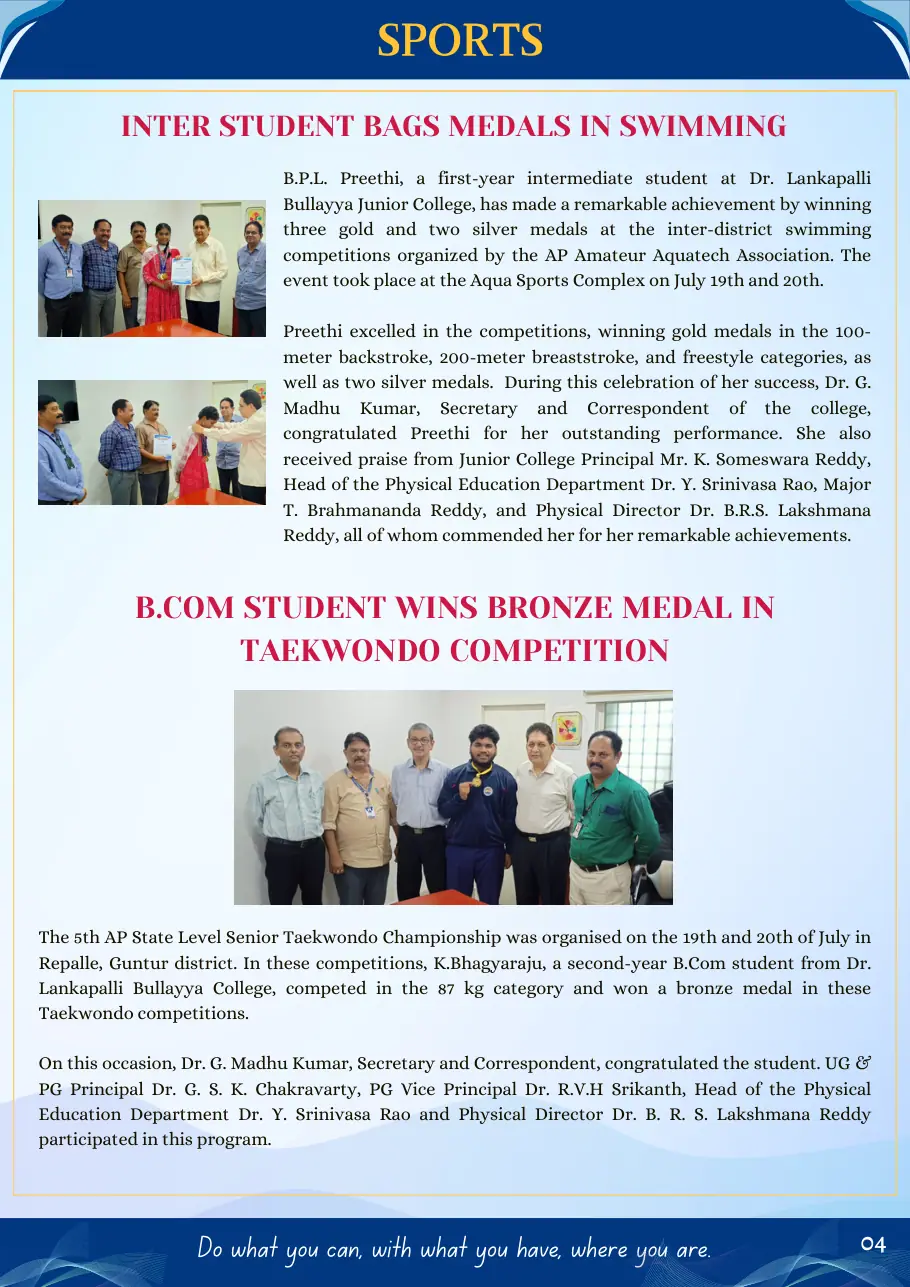 SPORTS
INTER STUDENT BAGS MEDALS IN SWIMMING
B.P.L. Preethi, a first-year intermediate student at Dr. Lankapalli
Bullayya Junior College, has made a remarkable achievement by winning
three gold and two silver medals at the inter-district swimming
competitions organized by the AP Amateur Aquatech Association. The
event took place at the Aqua Sports Complex on July 19th and 20th.
Preethi excelled in the competitions, winning gold medals in the 100-
meter backstroke, 200-meter breaststroke, and freestyle categories, as
well as two silver medals. During this celebration of her success, Dr. G.
Madhu Kumar, Secretary and Correspondent of the college,
congratulated Preethi for her outstanding performance. She also
received praise from Junior College Principal Mr. K. Someswara Reddy,
Head of the Physical Education Department Dr. Y. Srinivasa Rao, Major
T. Brahmananda Reddy, and Physical Director Dr. B.R.S. Lakshmana
Reddy, all of whom commended her for her remarkable achievements.
B.COM STUDENT WINS BRONZE MEDAL IN
TAEKWONDO COMPETITION
The 5th AP State Level Senior Taekwondo Championship was organised on the 19th and 20th of July in
Repalle, Guntur district. In these competitions, K.Bhagyaraju, a second-year B.Com student from Dr.
Lankapalli Bullayya College, competed in the 87 kg category and won a bronze medal in these
Taekwondo competitions.
On this occasion, Dr. G. Madhu Kumar, Secretary and Correspondent, congratulated the student. UG &
PG Principal Dr. G. S. K. Chakravarty, PG Vice Principal Dr. R.V.H Srikanth, Head of the Physical
Education Department Dr. Y. Srinivasa Rao and Physical Director Dr. B. R. S. Lakshmana Reddy
participated in this program.
Do what you can, with what you have, where you are.
04